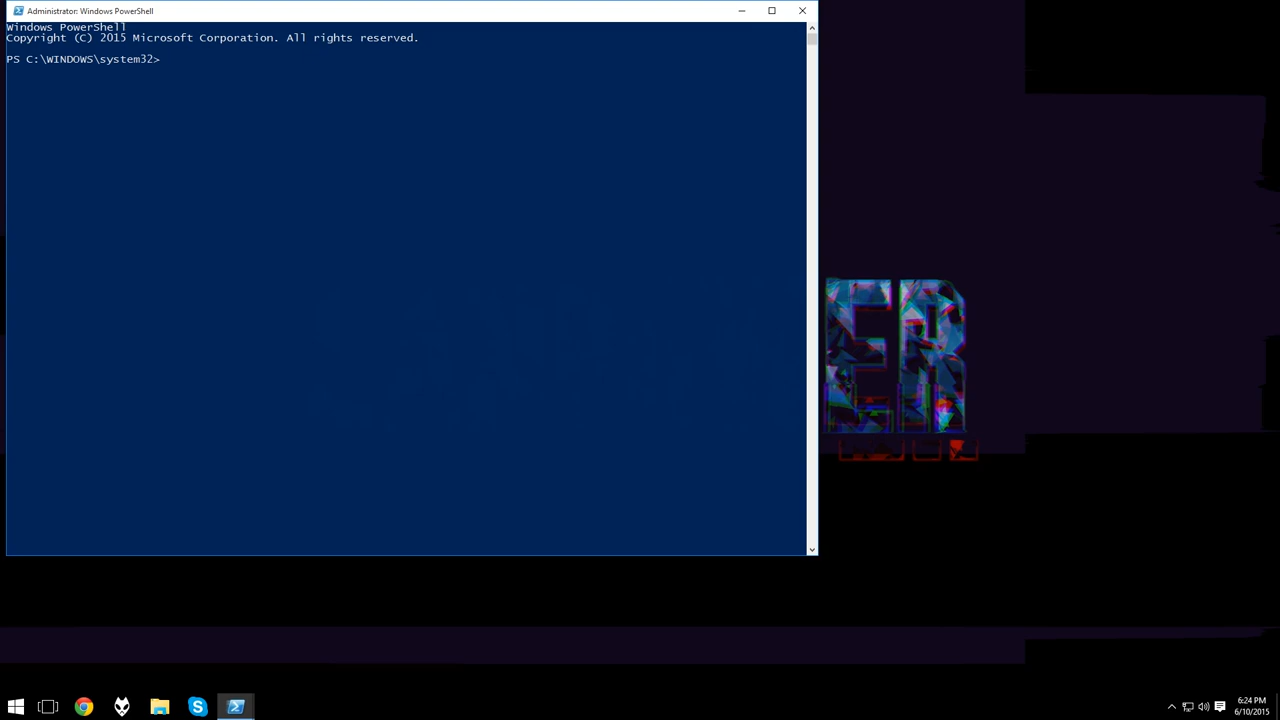 Administrator: Windows PowerShell
Windows PowerShell
Copyright (C) 2015 Microsoft Corporation. All rights reserved.
PS C:\WINDOWS\system32>
ER
6:24 PM
6/10/2015